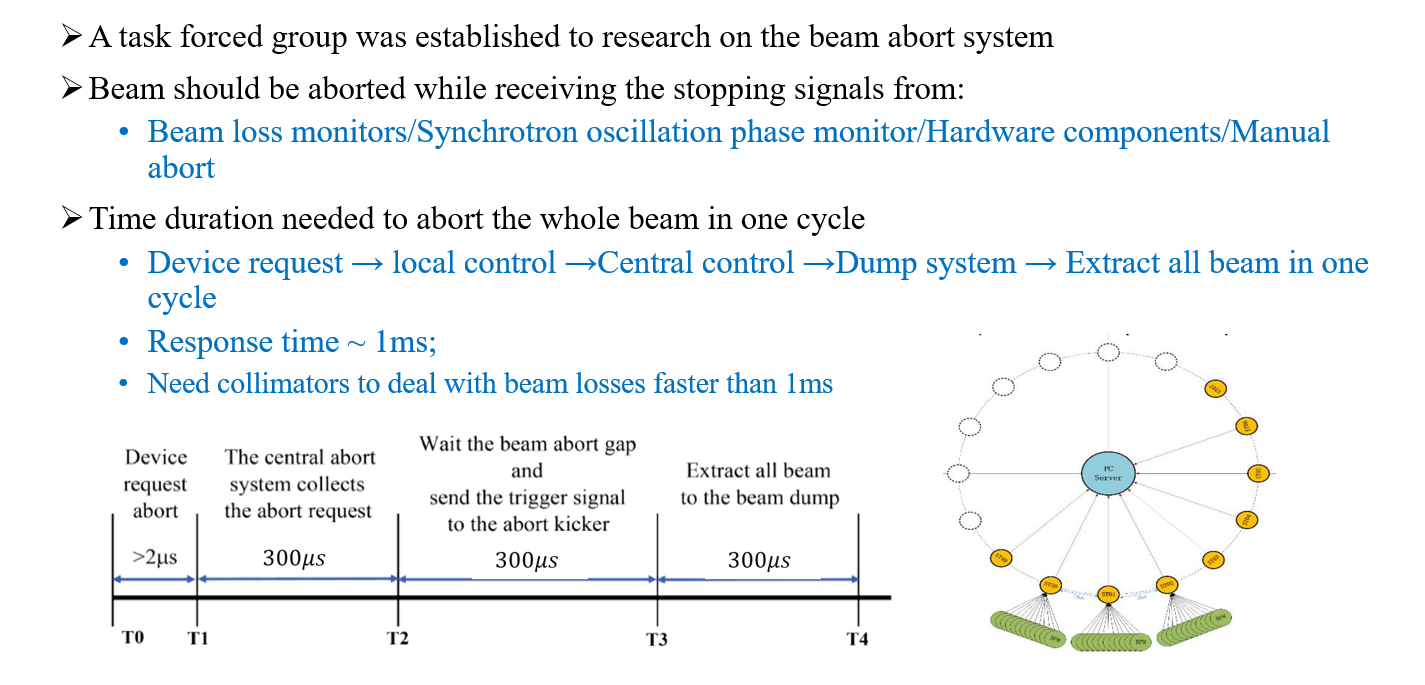 ➢ A task forced group was established to research on the beam abort system
➢ Beam should be aborted while receiving the stopping signals from:
• Beam loss monitors/Synchrotron oscillation phase monitor/Hardware components/Manual
abort
➢ Time duration needed to abort the whole beam in one cycle
• Device request → local control →Central control →Dump system → Extract all beam in one
cycle
• Response time ~ 1ms;
• Need collimators to deal with beam losses faster than 1ms
Device
request
abort
The central abort
system collects
the abort request
Wait the beam abort gap
and
send the trigger signal
to the abort kicker
Extract all beam
to the beam dump
>2μs
300μs
300μs
300μs
T0
T1
T2
T3
T4
PC
Server
ST01
ST02
BPM
BPM
BPM